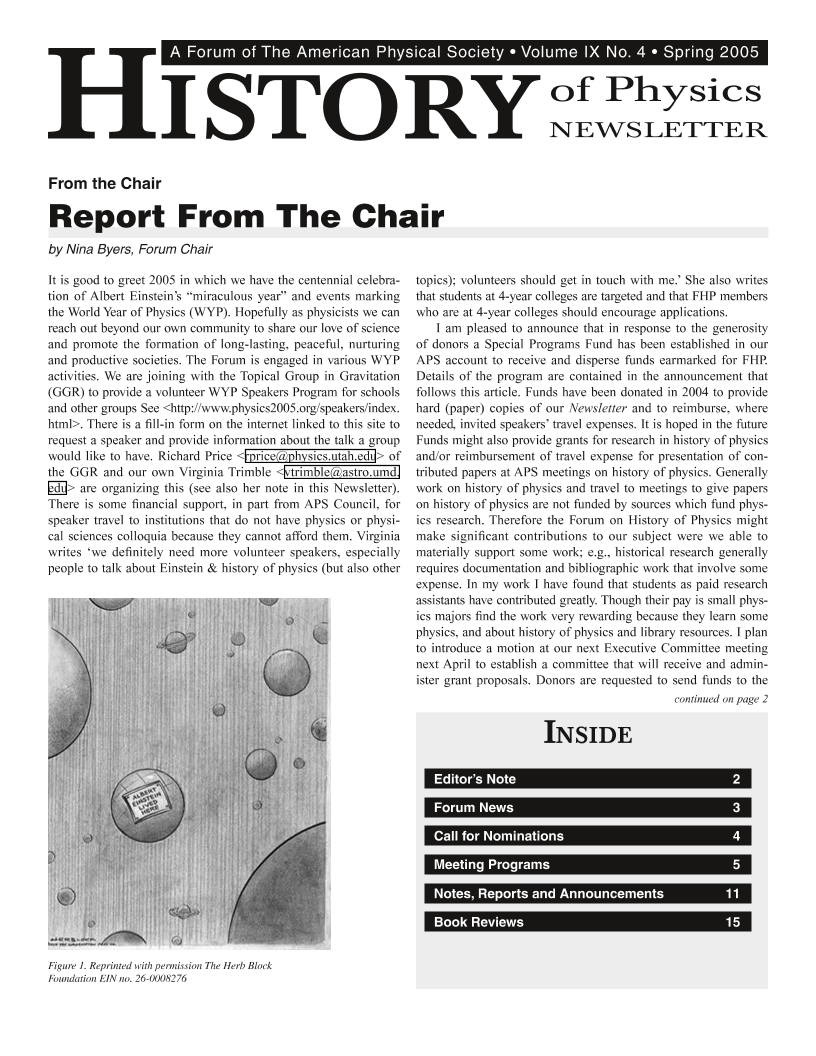 A Forum of The American Physical Society • Volume IX No. 4 • Spring 2005
HISTORY of Physics
NEWSLETTER
From the Chair
Report From The Chair
by Nina Byers, Forum Chair
It is good to greet 2005 in which we have the centennial celebra-
tion of Albert Einstein's “miraculous year” and events marking
the World Year of Physics (WYP). Hopefully as physicists we can
reach out beyond our own community to share our love of science
and promote the formation of long-lasting, peaceful, nurturing
and productive societies. The Forum is engaged in various WYP
activities. We are joining with the Topical Group in Gravitation
(GGR) to provide a volunteer WYP Speakers Program for schools
and other groups See <http://www.physics2005.org/speakers/index.
html>. There is a fill-in form on the internet linked to this site to
request a speaker and provide information about the talk a group
would like to have. Richard Price <rprice@physics.utah.edu> of
the GGR and our own Virginia Trimble <vtrimble@astro.umd.
edu> are organizing this (see also her note in this Newsletter).
There is some financial support, in part from APS Council, for
speaker travel to institutions that do not have physics or physi-
cal sciences colloquia because they cannot afford them. Virginia
writes ‘we definitely need more volunteer speakers, especially
people to talk about Einstein & history of physics (but also other
ALBERT
EINSTEIN
LIVED
HERE
Figure 1. Reprinted with permission The Herb Block
Foundation EIN no. 26-0008276
topics); volunteers should get in touch with me.’ She also writes
that students at 4-year colleges are targeted and that FHP members
who are at 4-year colleges should encourage applications.
I am pleased to announce that in response to the generosity
of donors a Special Programs Fund has been established in our
APS account to receive and disperse funds earmarked for FHP.
Details of the program are contained in the announcement that
follows this article. Funds have been donated in 2004 to provide
hard (paper) copies of our Newsletter and to reimburse, where
needed, invited speakers' travel expenses. It is hoped in the future
Funds might also provide grants for research in history of physics
and/or reimbursement of travel expense for presentation of con-
tributed papers at APS meetings on history of physics. Generally
work on history of physics and travel to meetings to give papers
on history of physics are not funded by sources which fund phys-
ics research. Therefore the Forum on History of Physics might
make significant contributions to our subject were we able to
materially support some work; e.g., historical research generally
requires documentation and bibliographic work that involve some
expense. In my work I have found that students as paid research
assistants have contributed greatly. Though their pay is small phys-
ics majors find the work very rewarding because they learn some
physics, and about history of physics and library resources. I plan
to introduce a motion at our next Executive Committee meeting
next April to establish a committee that will receive and admin-
ister grant proposals. Donors are requested to send funds to the
continued on page 2
INSIDE
Editor's Note 2
Forum News 3
Call for Nominations 4
Meeting Programs 5
Notes, Reports and Announcements 11
Book Reviews 15